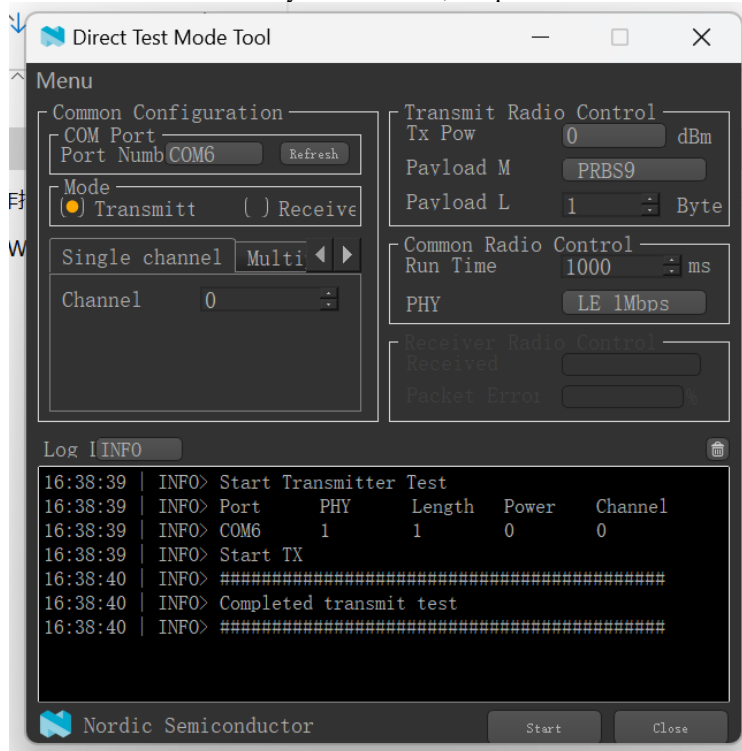 Direct Test Mode Tool
Menu
Common Configuration
COM Port
Port Numb COM6 Refresh
Mode
Transmitt ( ) Receive
Single channel Multi
Channel 0
Transmit Radio Control
Tx Pow 0 dBm
Payload M PRBS9
Payload L 1 Byte
Common Radio Control
Run Time 1000 ms
PHY LE 1Mbps
Receiver Radio Control
Received
Packet Error %
Log I INFO
16:38:39 | INFO> Start Transmitter Test
16:38:39 | INFO> Port PHY Length Power Channel
16:38:39 | INFO> COM6 1 1 0 0
16:38:39 | INFO> Start TX
16:38:40 | INFO> ###########################################
16:38:40 | INFO> Completed transmit test
16:38:40 | INFO> ###########################################
Nordic Semiconductor Start Close